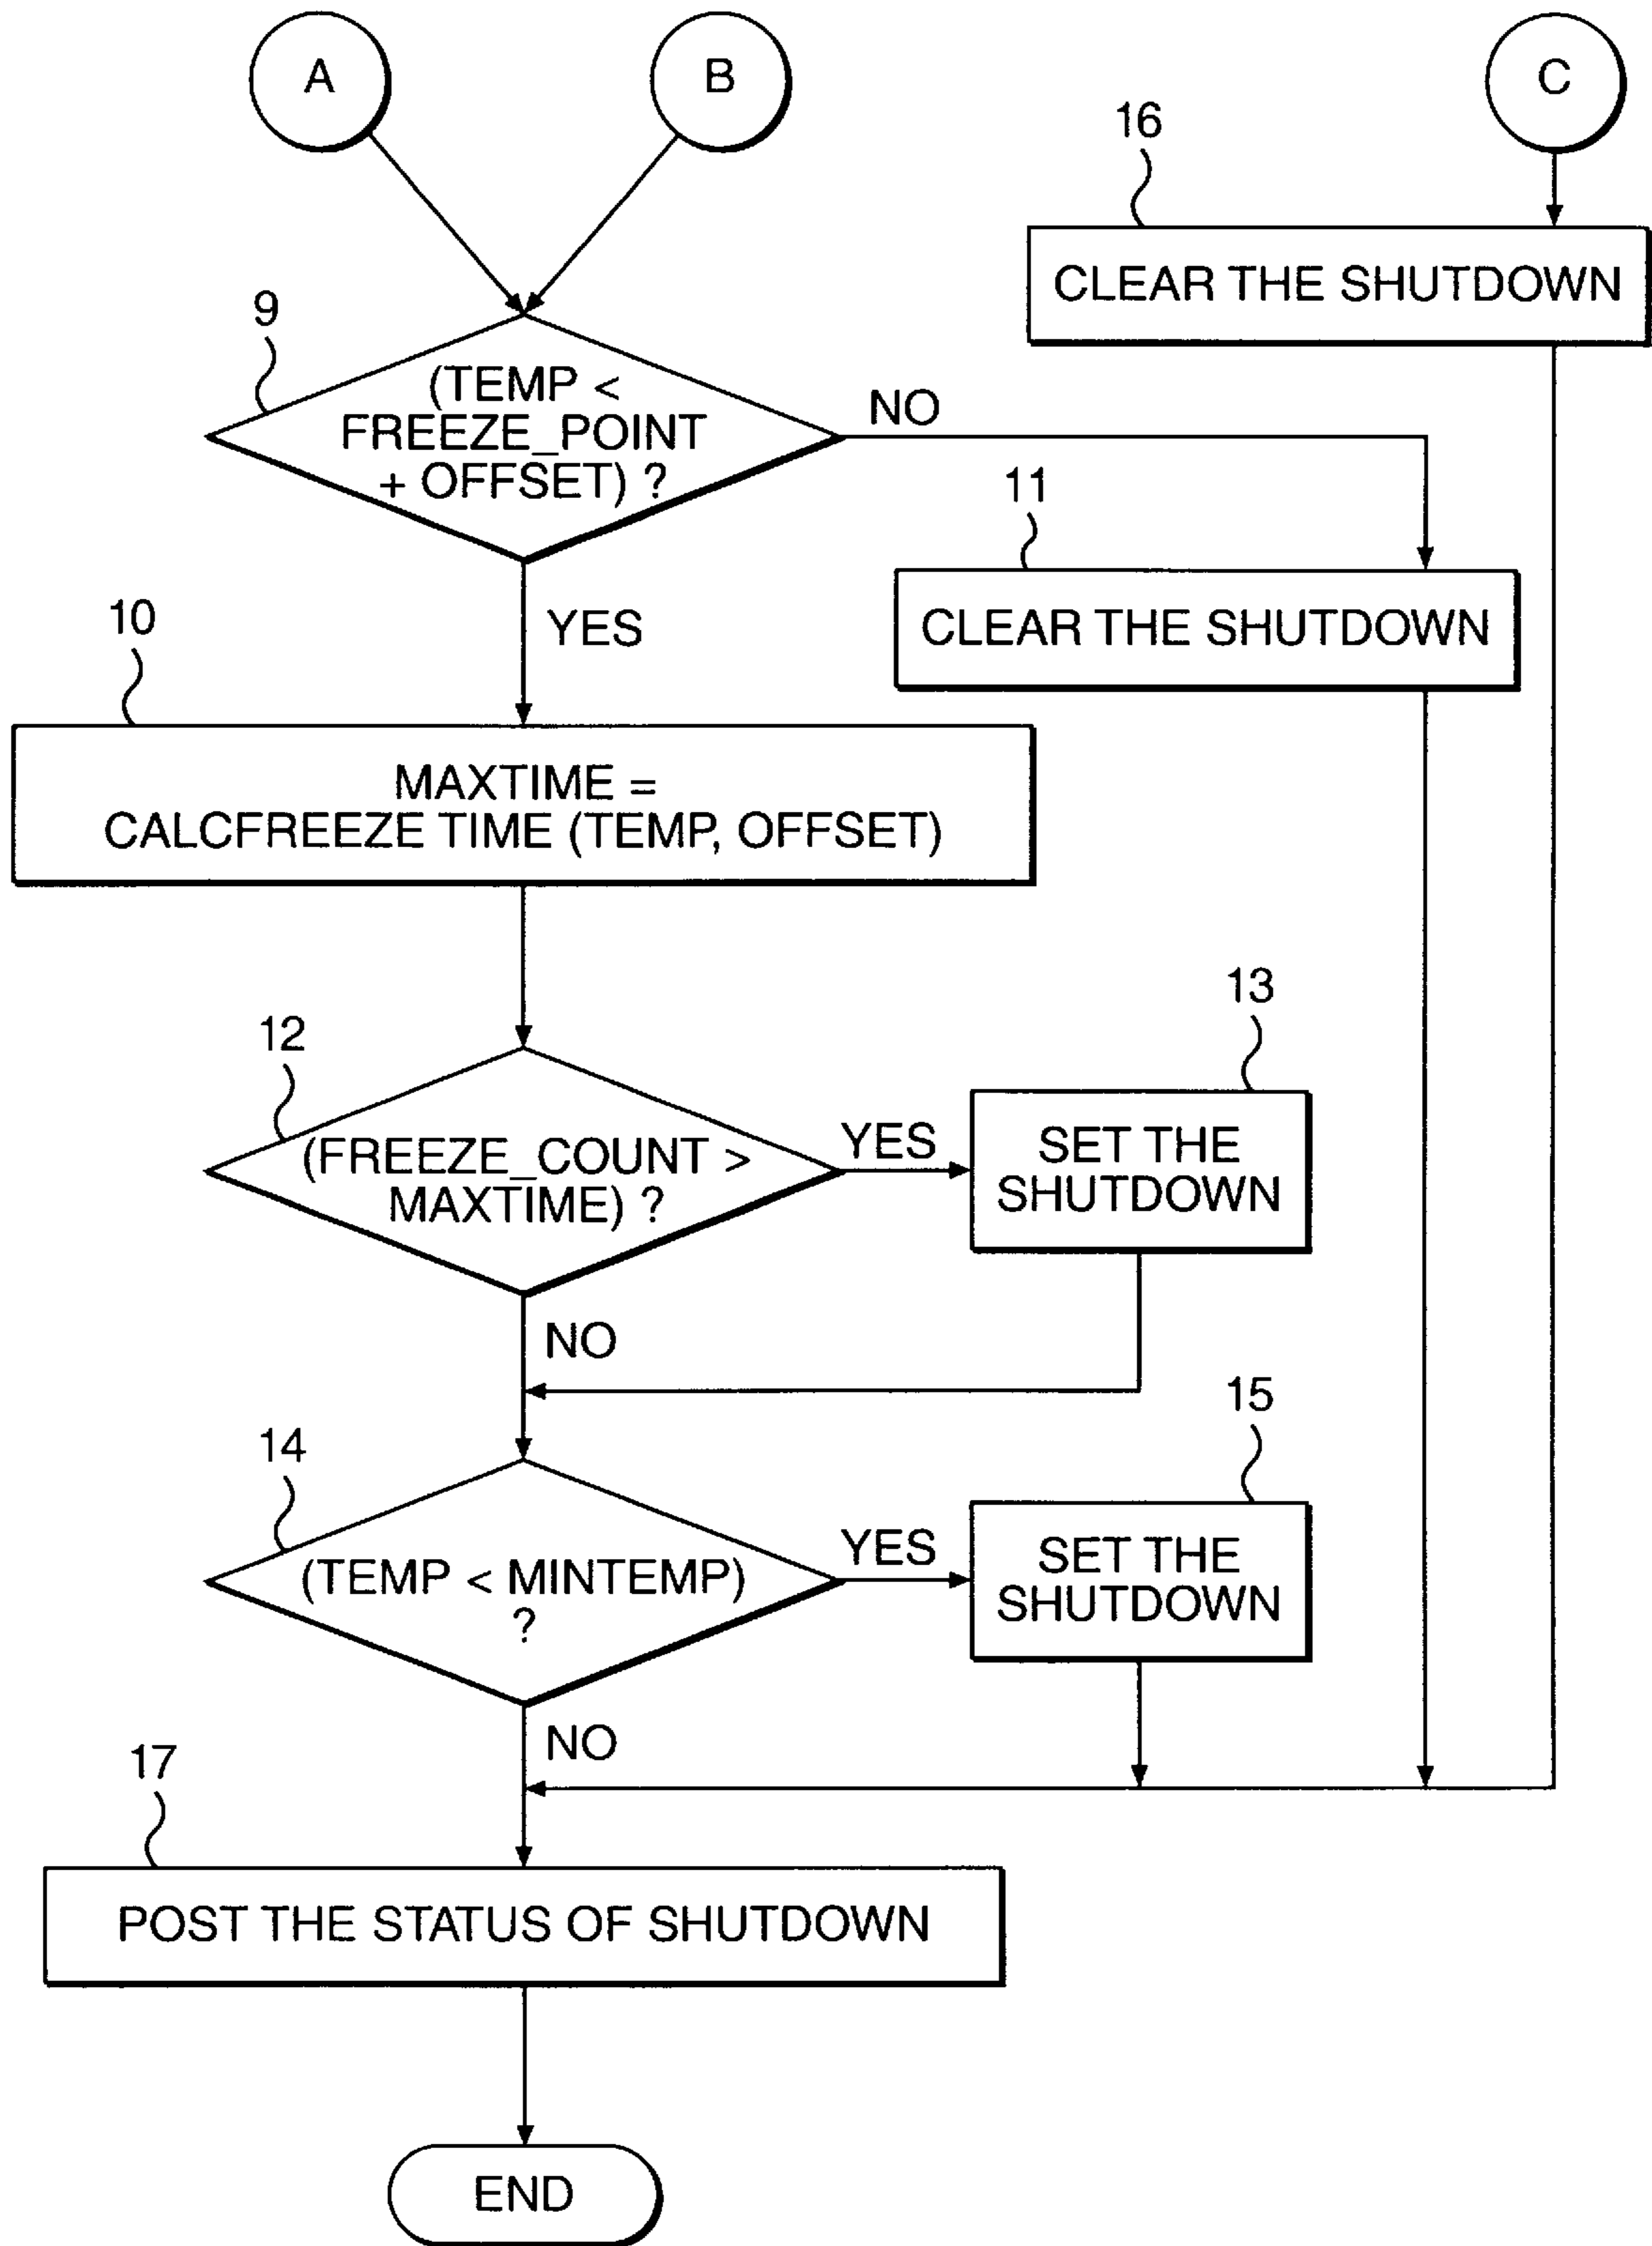 A
B
C
16
CLEAR THE SHUTDOWN
9
(TEMP <
FREEZE_POINT
+ OFFSET) ?
NO
11
CLEAR THE SHUTDOWN
YES
10
MAXTIME =
CALCFREEZE TIME (TEMP, OFFSET)
12
(FREEZE_COUNT >
MAXTIME) ?
YES
13
SET THE
SHUTDOWN
NO
14
(TEMP < MINTEMP)
?
YES
15
SET THE
SHUTDOWN
NO
17
POST THE STATUS OF SHUTDOWN
END